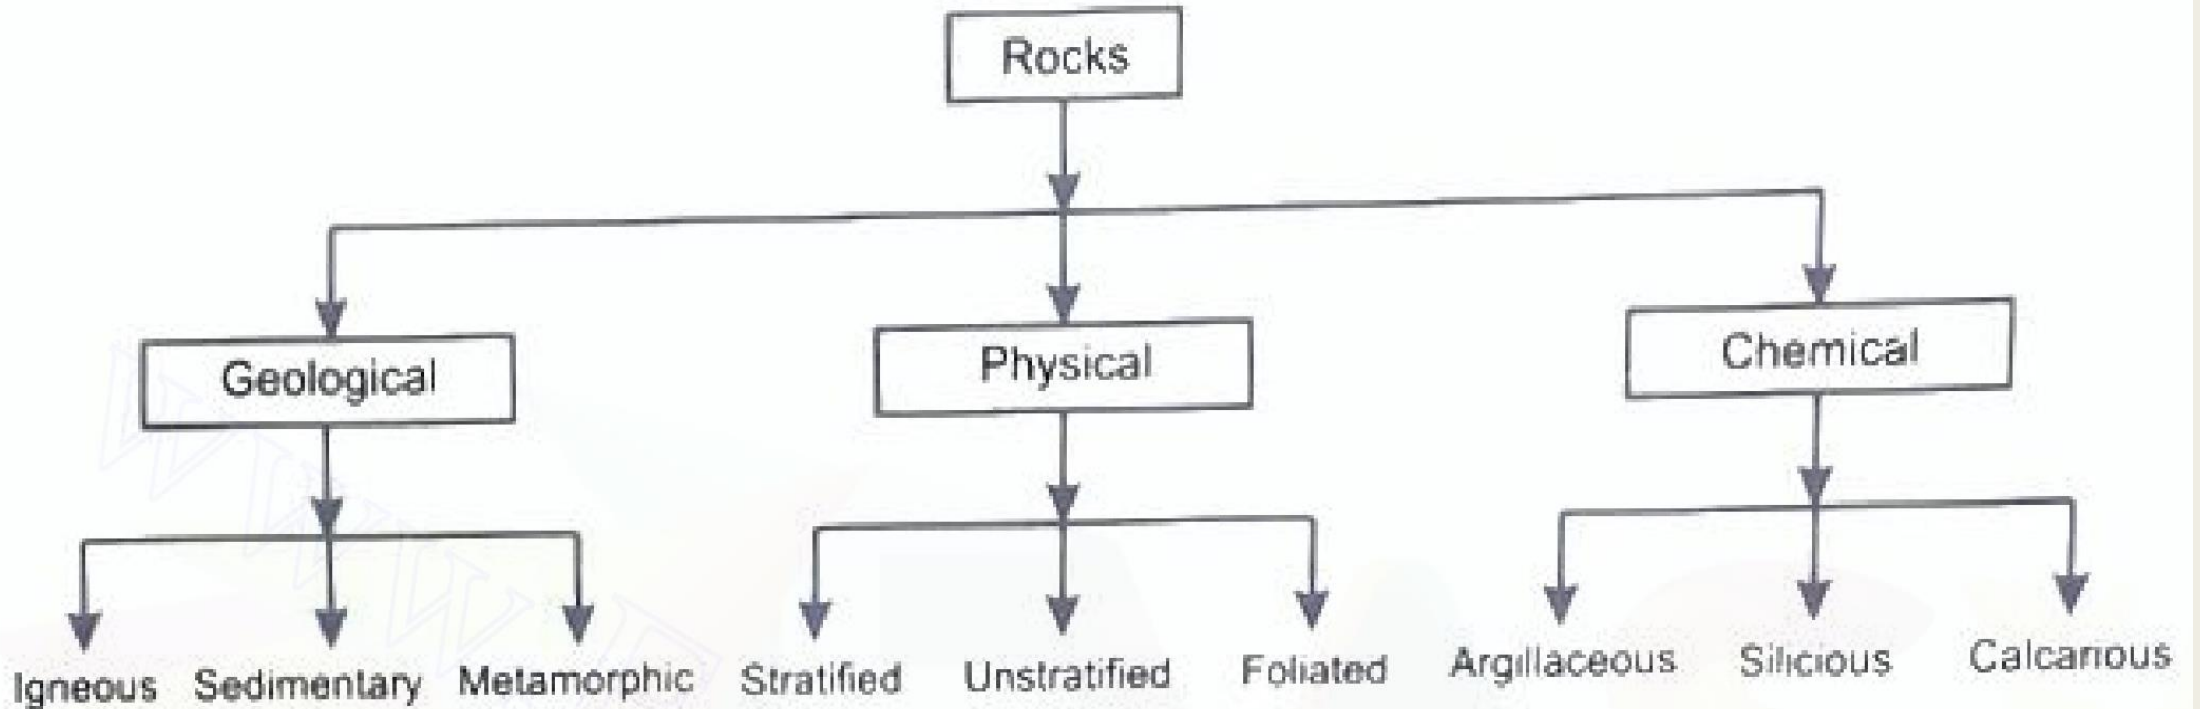 Rocks
Geological
Physical
Chemical
Igneous
Sedimentary
Metamorphic
Stratified
Unstratified
Foliated
Argillaceous
Silicious
Calcarious